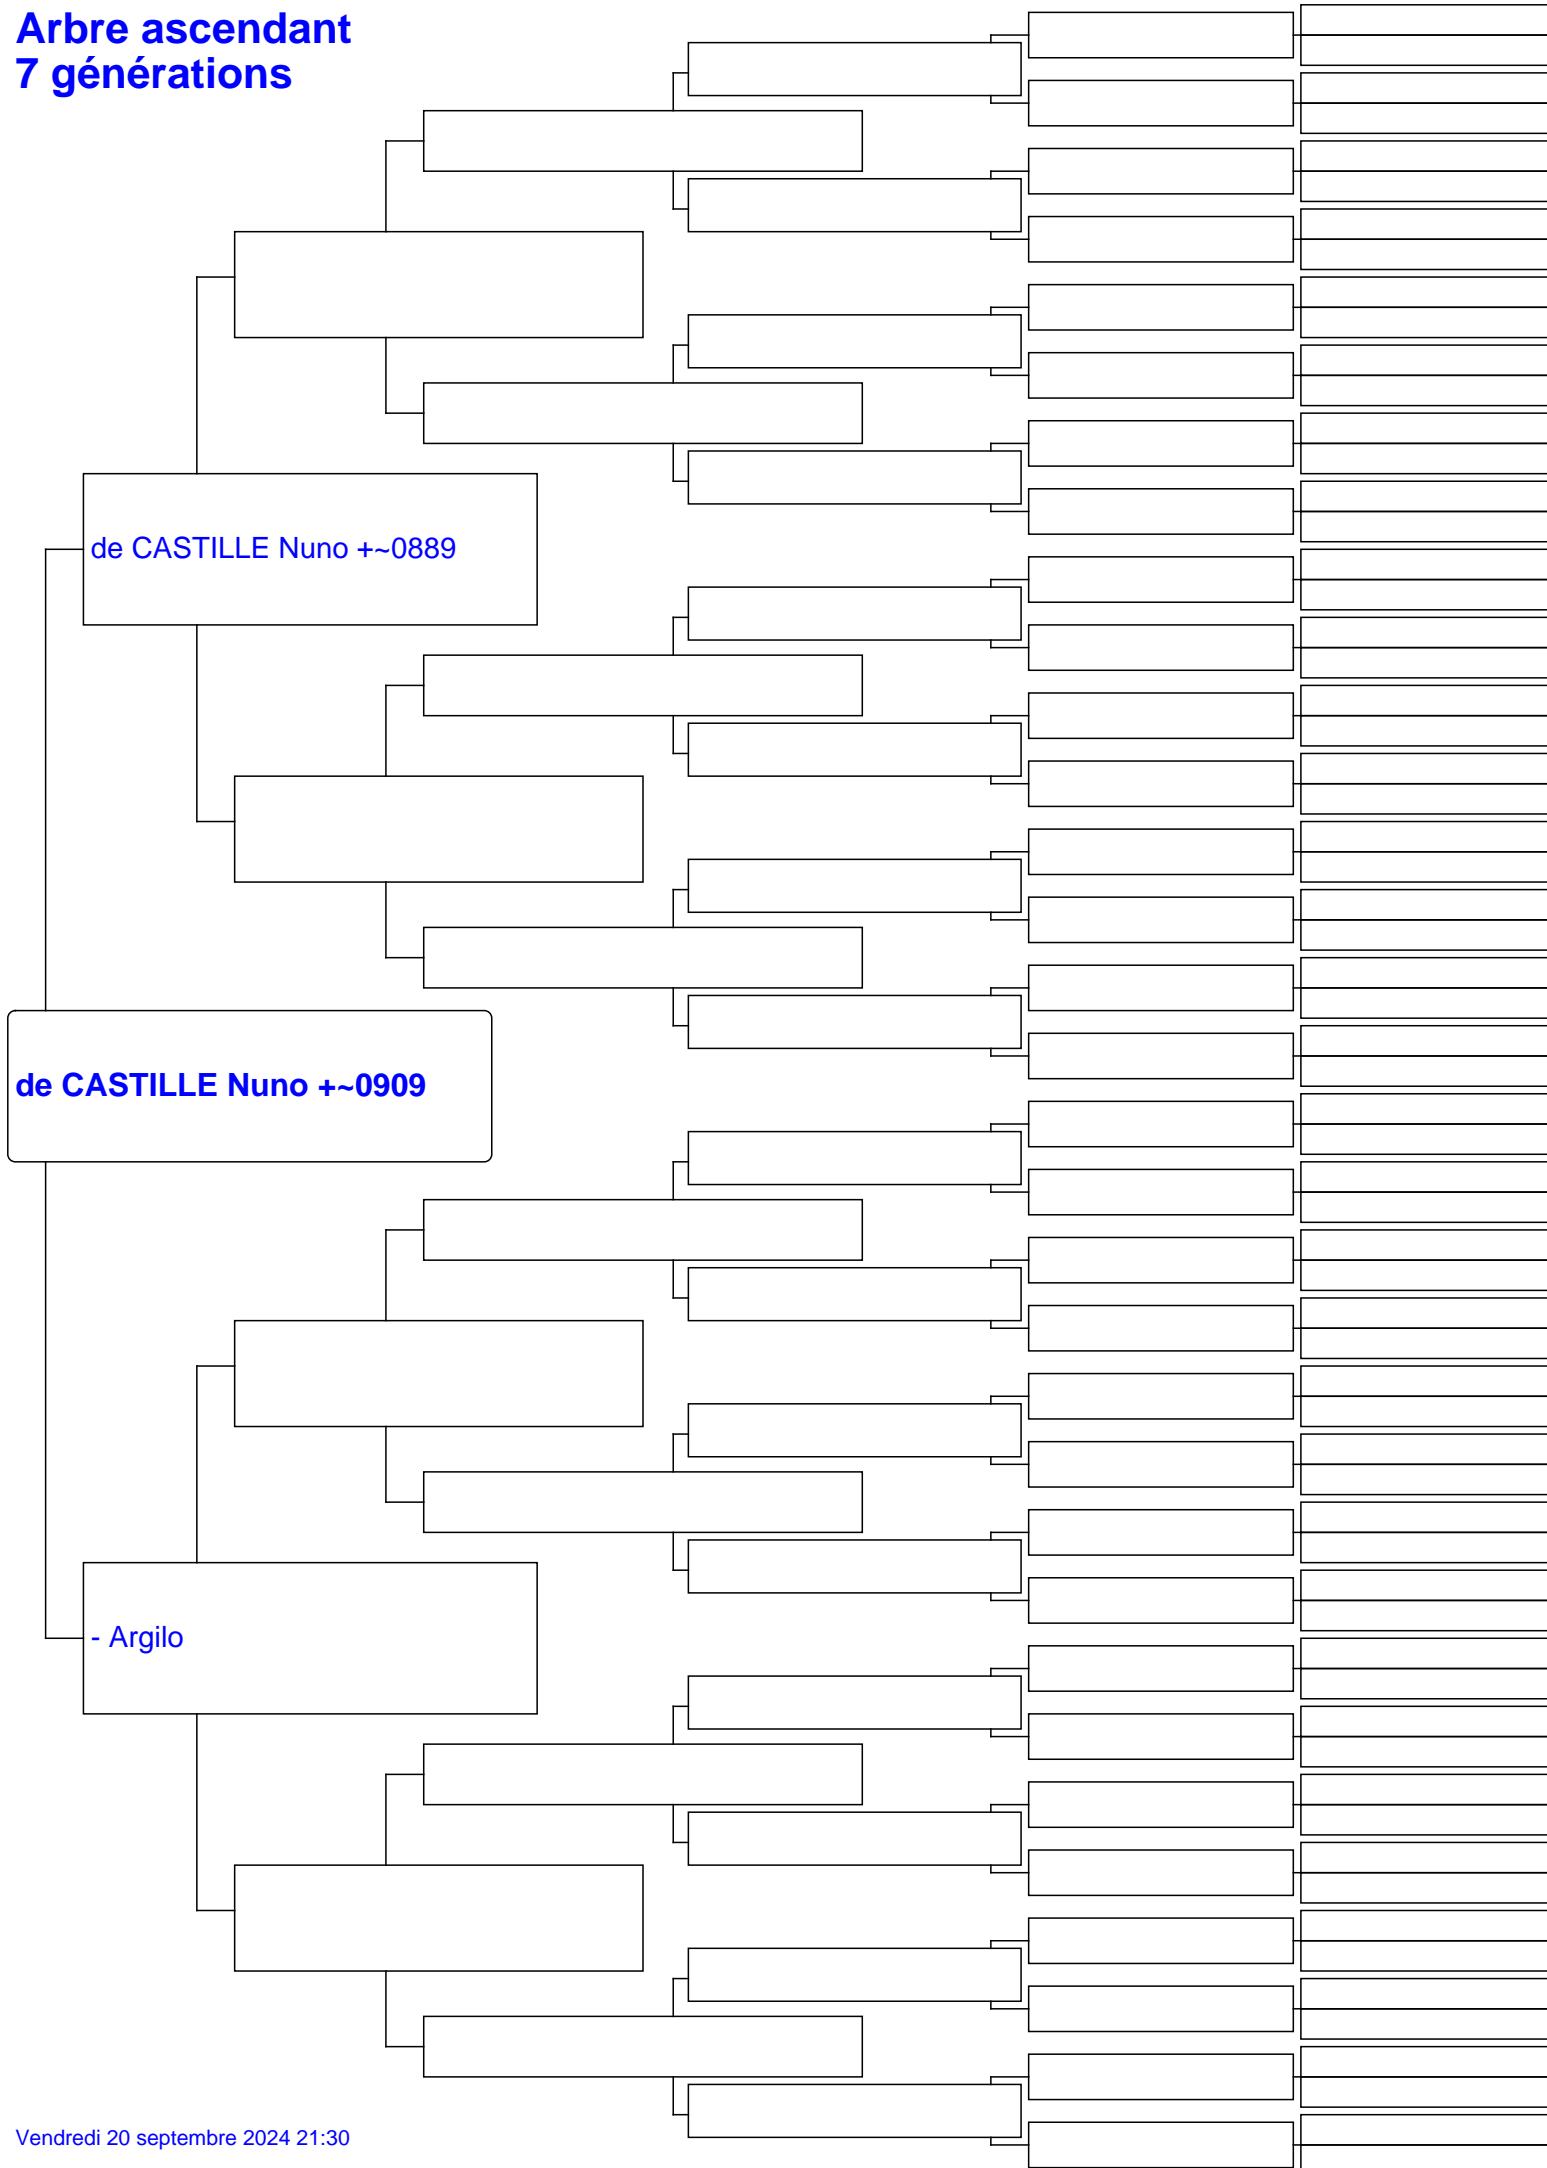 Arbre ascendant
7 générations
de CASTILLE Nuno +~0889
de CASTILLE Nuno +~0909
- Argilo
Vendredi 20 septembre 2024 21:30